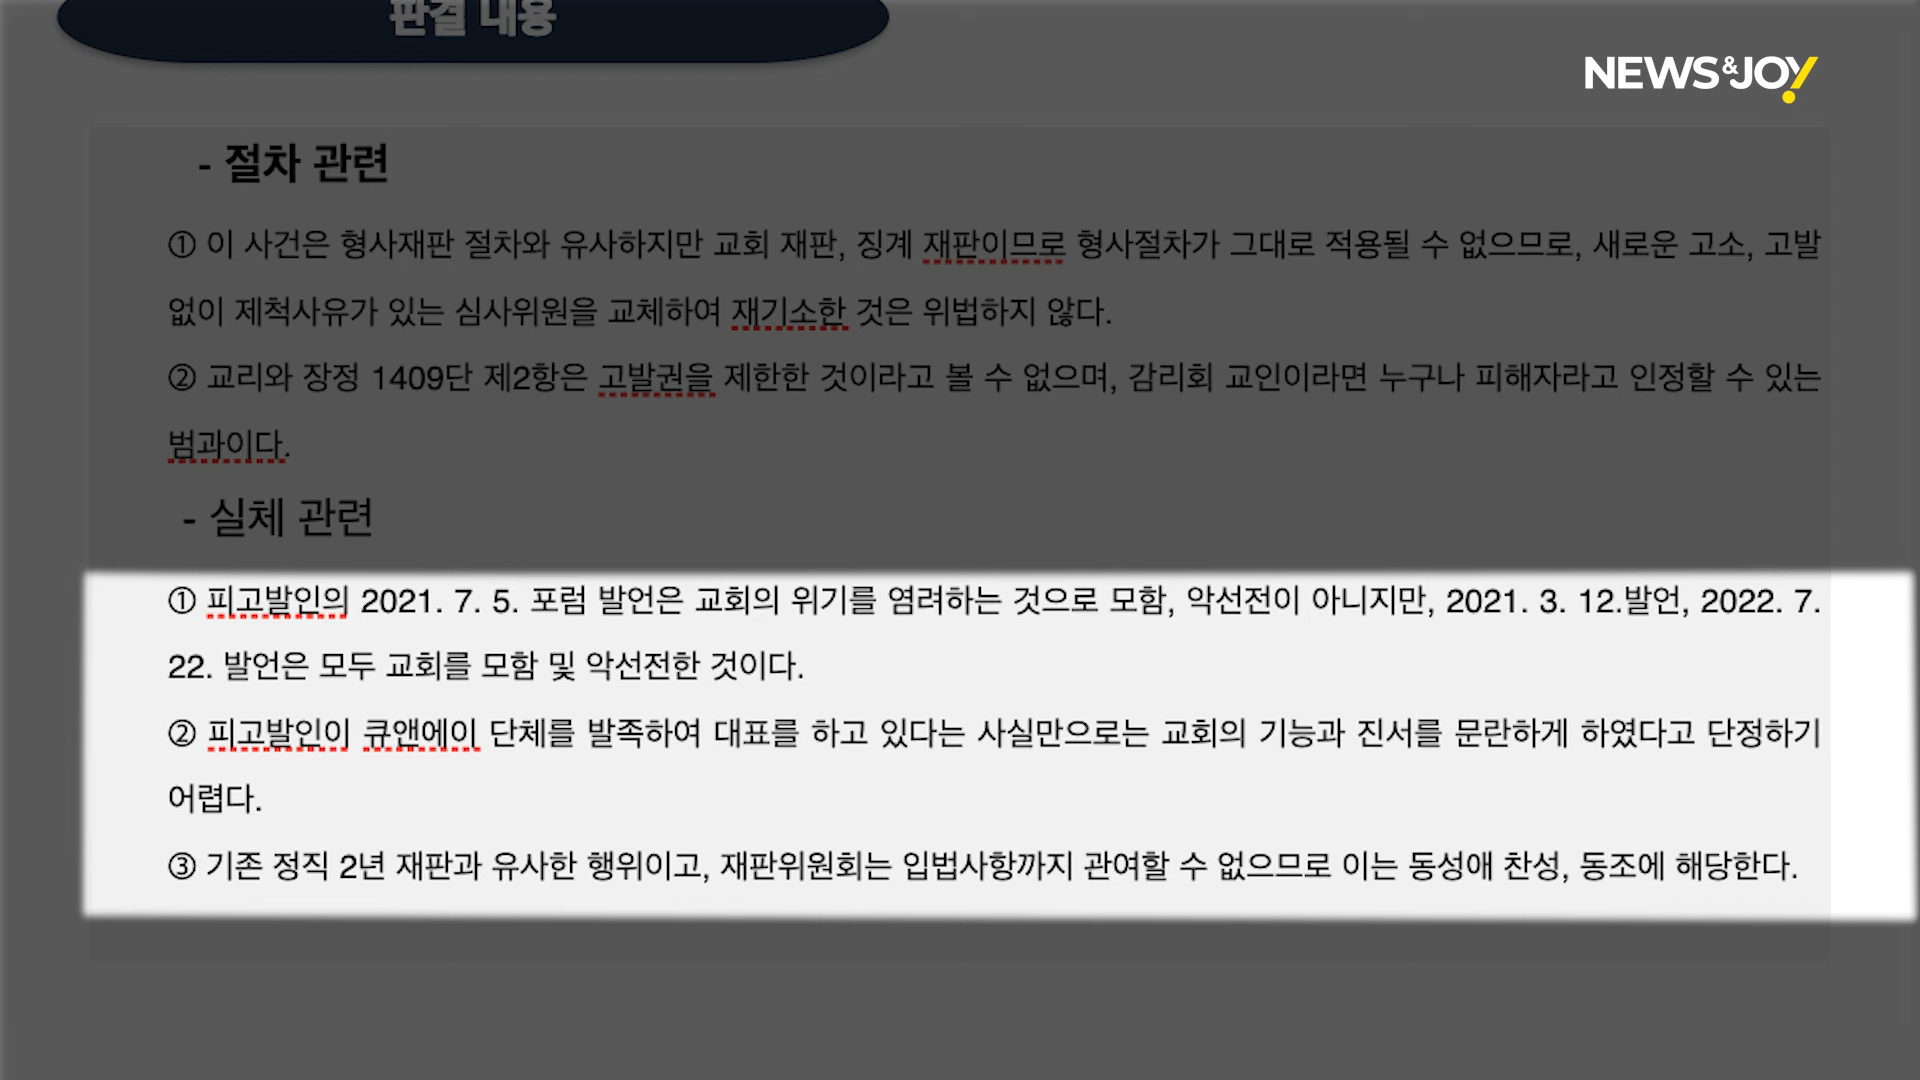 판결 내용
NEWS&JOY
- 절차 관련
① 이 사건은 형사재판 절차와 유사하지만 교회 재판, 징계 재판이므로 형사절차가 그대로 적용될 수 없으므로, 새로운 고소, 고발
없이 제척사유가 있는 심사위원을 교체하여 재기소한 것은 위법하지 않다.
② 교리와 장정 1409단 제2항은 고발권을 제한한 것이라고 볼 수 없으며, 감리회 교인이라면 누구나 피해자라고 인정할 수 있는
범과이다.
- 실체 관련
① 피고발인의 2021. 7. 5. 포럼 발언은 교회의 위기를 염려하는 것으로 모함, 악선전이 아니지만, 2021. 3. 12.발언, 2022. 7.
22. 발언은 모두 교회를 모함 및 악선전한 것이다.
② 피고발인이 큐앤에이 단체를 발족하여 대표를 하고 있다는 사실만으로는 교회의 기능과 진서를 문란하게 하였다고 단정하기
어렵다.
③ 기존 정직 2년 재판과 유사한 행위이고, 재판위원회는 입법사항까지 관여할 수 없으므로 이는 동성애 찬성, 동조에 해당한다.